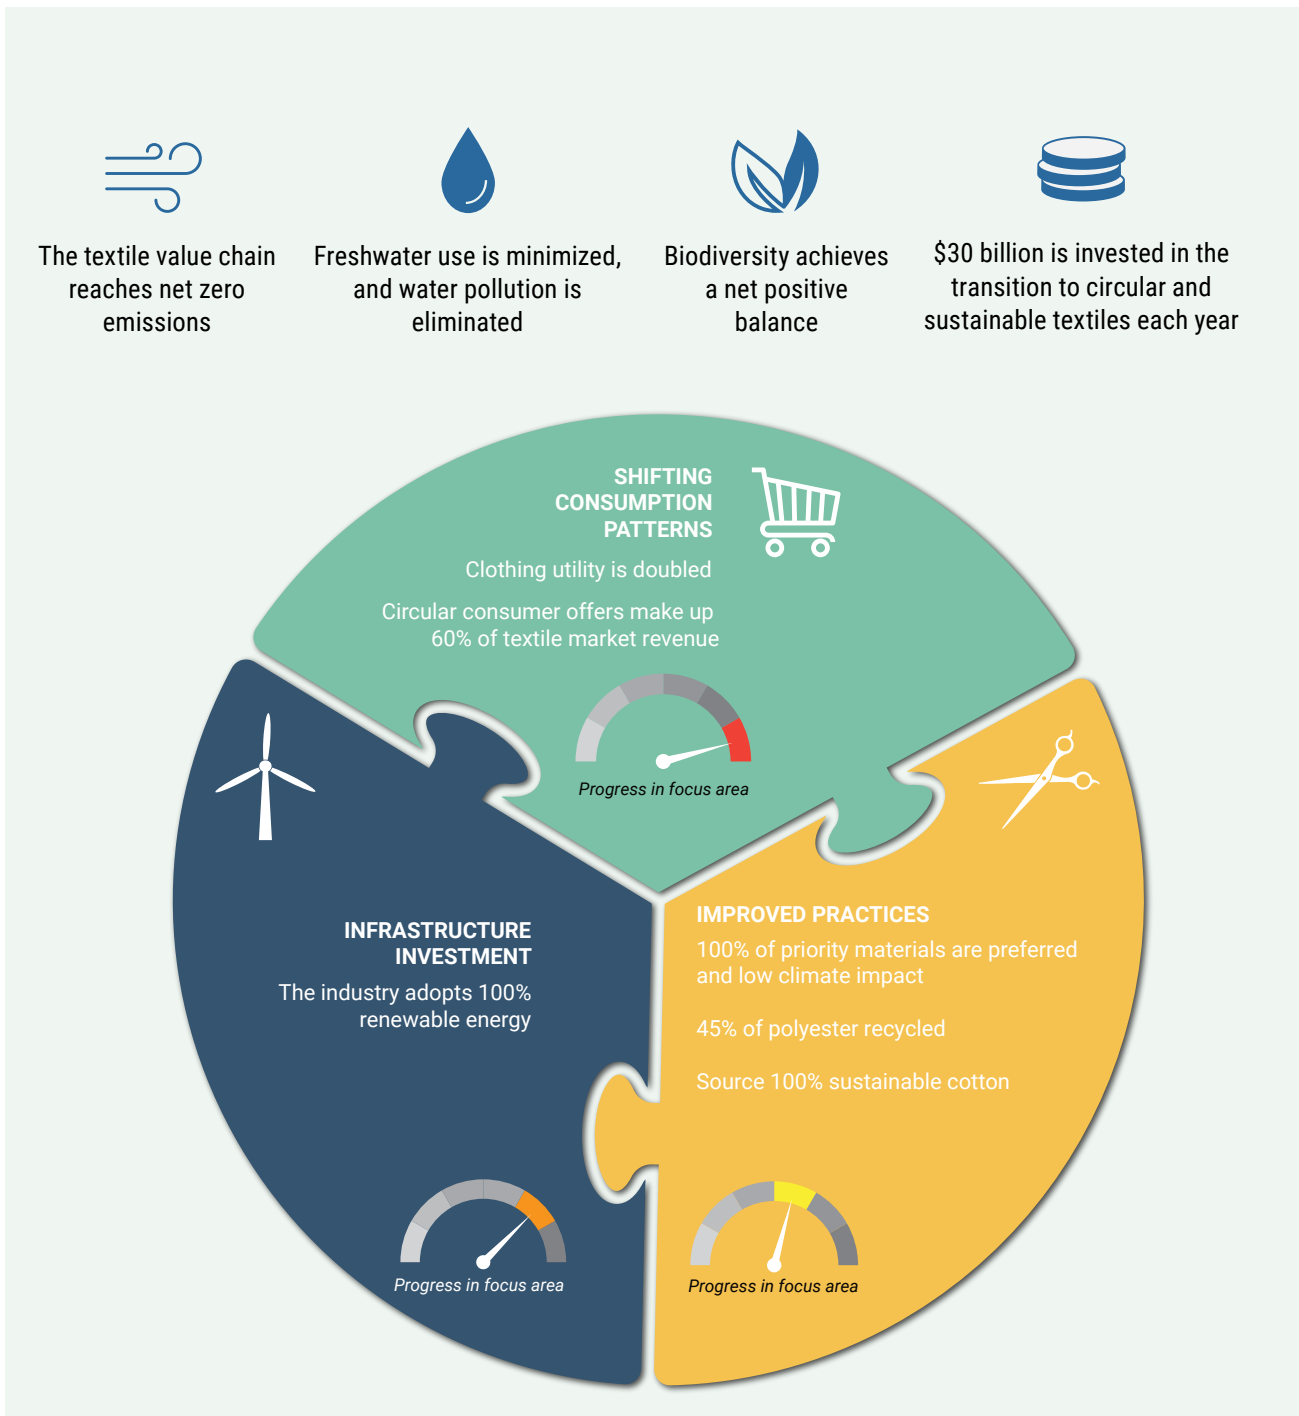 The textile value chain
reaches net zero
emissions
Freshwater use is minimized,
and water pollution is
eliminated
Biodiversity achieves
a net positive
balance
$30 billion is invested in the
transition to circular and
sustainable textiles each year
SHIFTING
CONSUMPTION
PATTERNS
Clothing utility is doubled
Circular consumer offers make up
60% of textile market revenue
Progress in focus area
INFRASTRUCTURE
INVESTMENT
The industry adopts 100%
renewable energy
Progress in focus area
IMPROVED PRACTICES
100% of priority materials are preferred
and low climate impact
45% of polyester recycled
Source 100% sustainable cotton
Progress in focus area